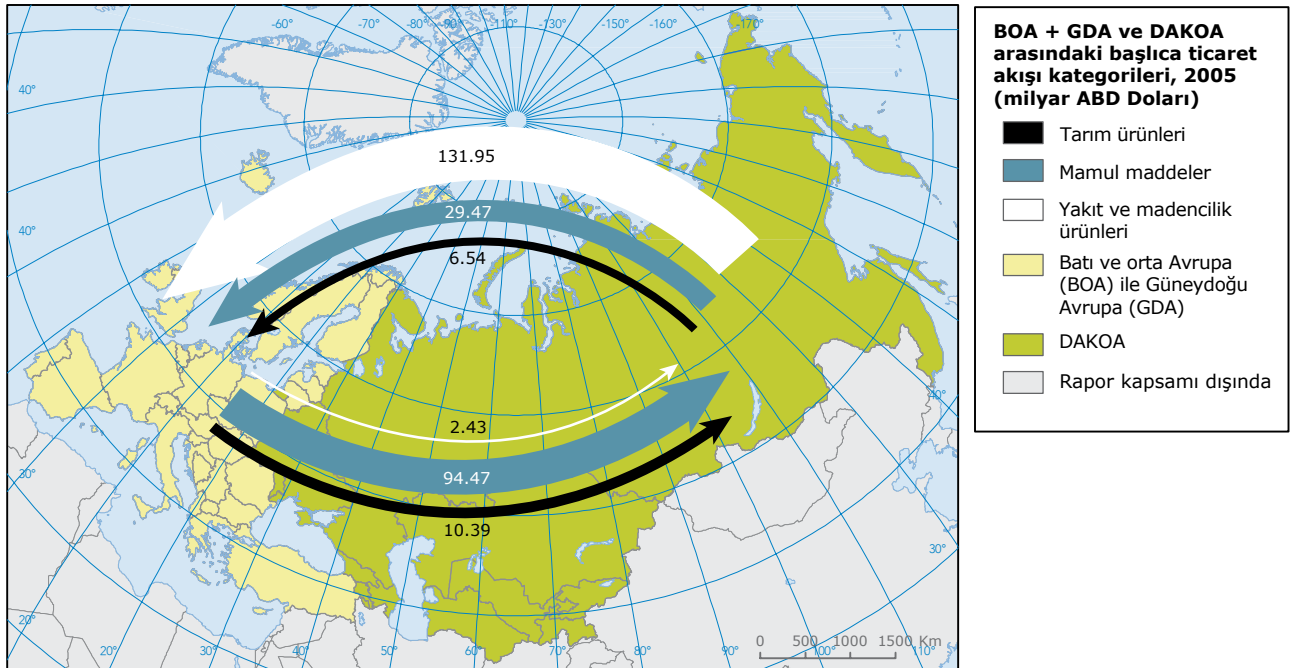 -60°
-70°
-80°
-90°
-110°
-130°
-150°
-160°
-170°
40°
40°
30°
20°
30°
40°
50°
60°
70°
80°
90°
30°
40°
131.95
29.47
6.54
2.43
94.47
10.39
0 500 1000 1500 Km
BOA + GDA ve DAKOA
arasındaki başlıca ticaret
akışı kategorileri, 2005
(milyar ABD Doları)
Tarım ürünleri
Mamul maddeler
Yakıt ve madencilik
ürünleri
Batı ve orta Avrupa
(BOA) ile Güneydoğu
Avrupa (GDA)
DAKOA
Rapor kapsamı dışında